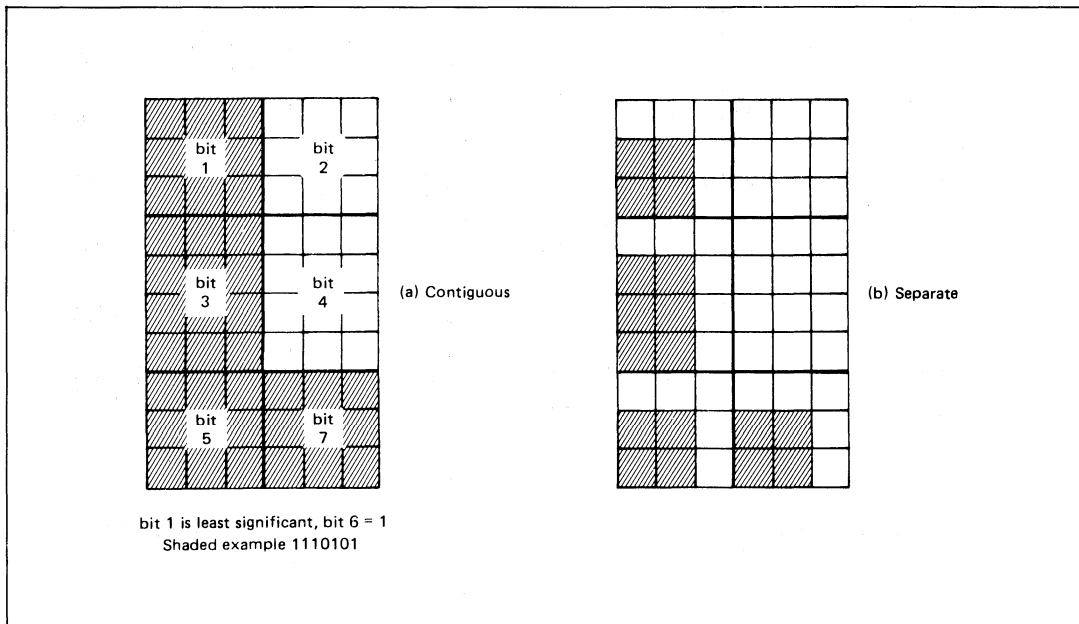 bit
1
bit
2
bit
3
bit
4
bit
5
bit
7
(a) Contiguous
bit 1 is least significant, bit 6 = 1
Shaded example 1110101
(b) Separate